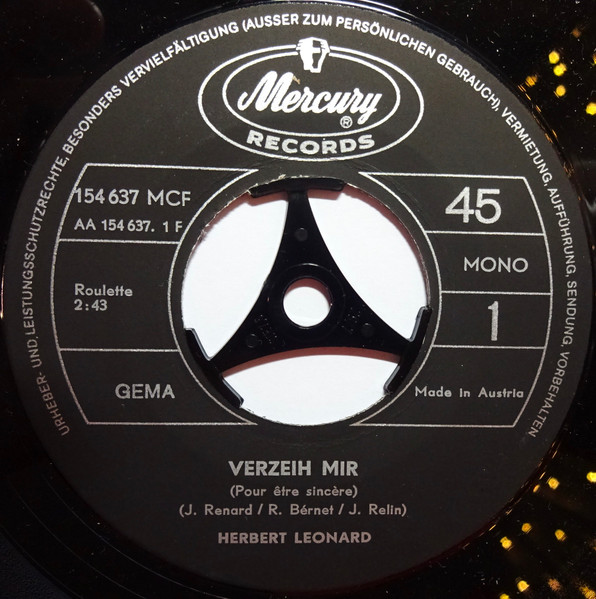 URHEBER- UND LEISTUNGSSCHUTZRECHTE, BESONDERS VERVIELFÄLTIGUNG (AUSSER ZUM PERSÖNLICHEN GEBRAUCH), VERMIETUNG, AUFFÜHRUNG, SENDUNG, VORBEHALTEN
Mercury ®
RECORDS
154 637 MCF
AA 154 637. 1 F
45
MONO
Roulette
2:43
1
GEMA
Made in Austria
VERZEIH MIR
(Pour être sincère)
(J. Renard / R. Bérnet / J. Relin)
HERBERT LEONARD